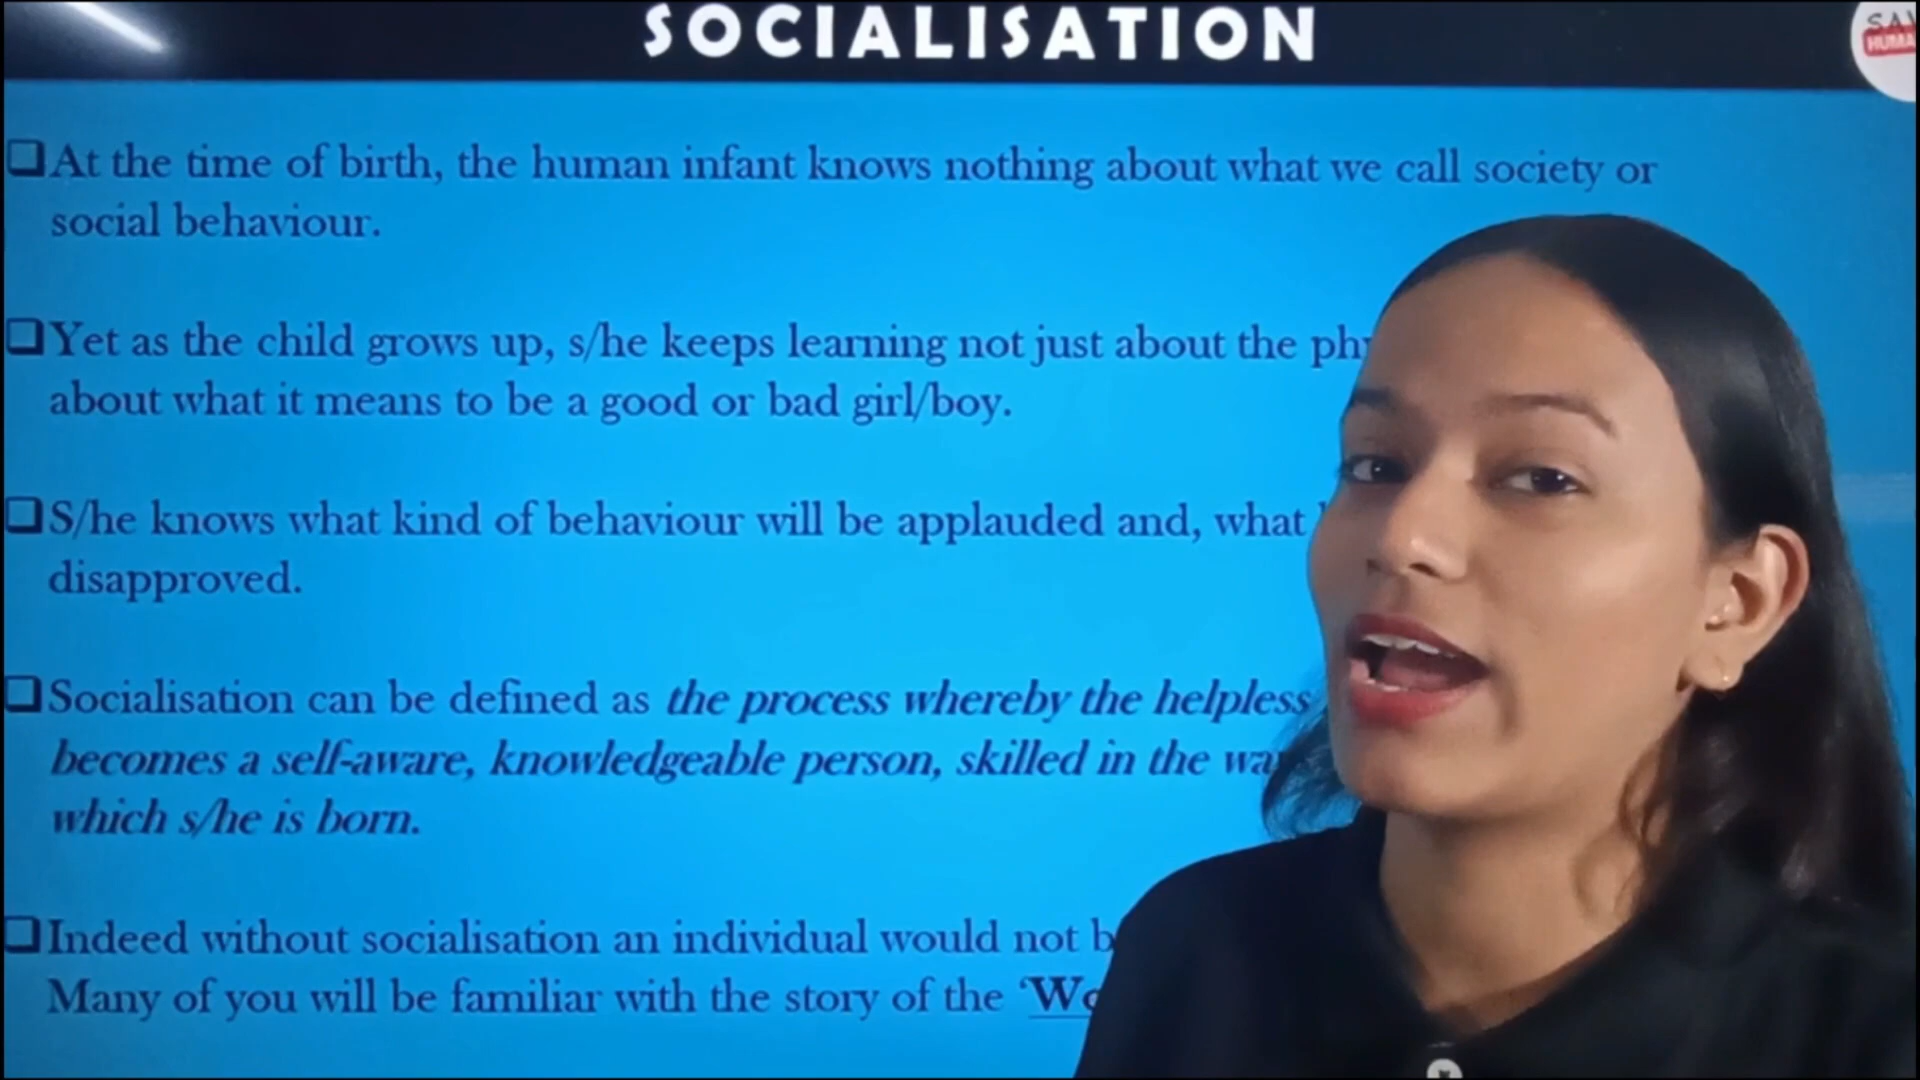 SOCIALISATION
HUMA
At the time of birth, the human infant knows nothing about what we call society or
social behaviour.
Yet as the child grows up, s/he keeps learning not just about the
about what it means to be a good or bad girl/boy.
S/he knows what kind of behaviour will be applauded and, what
disapproved.
Socialisation can be defined as the process whereby the helpless
becomes a self-aware, knowledgeable person, skilled in the
which s/he is born.
Indeed without socialisation an individual would not
Many of you will be familiar with the story of the